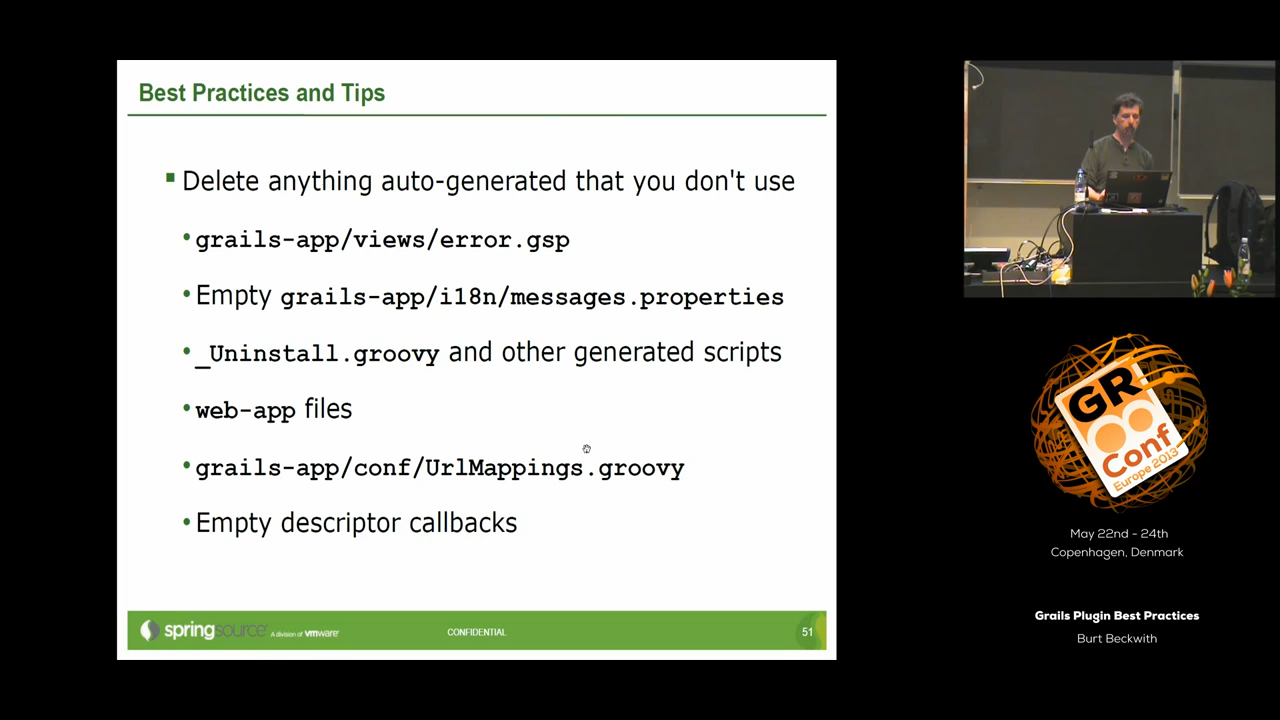 Best Practices and Tips
Delete anything auto-generated that you don't use
grails-app/views/error.gsp
Empty grails-app/i18n/messages.properties
_Uninstall.groovy and other generated scripts
web-app files
grails-app/conf/UrlMappings.groovy
Empty descriptor callbacks
springsource A division of vmware
CONFIDENTIAL
51
GR8
Conf
Europe 2013
May 22nd - 24th
Copenhagen, Denmark
Grails Plugin Best Practices
Burt Beckwith